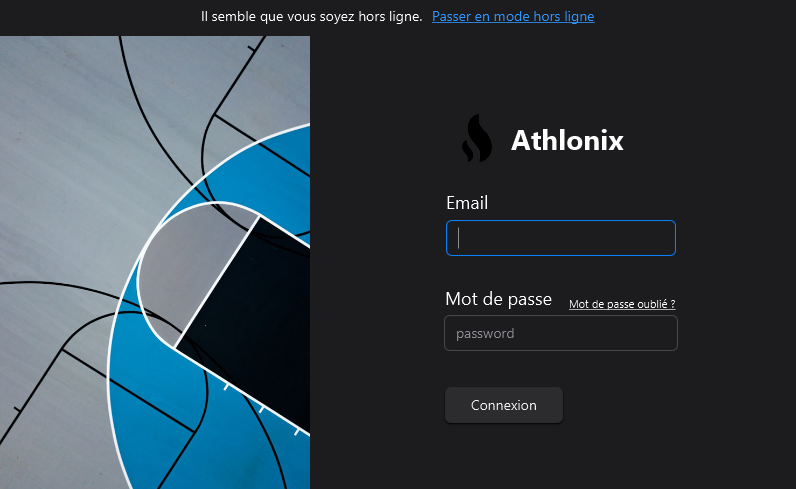 Il semble que vous soyez hors ligne. Passer en mode hors ligne
Athlonix
Email
Mot de passe Mot de passe oublié ?
password
Connexion